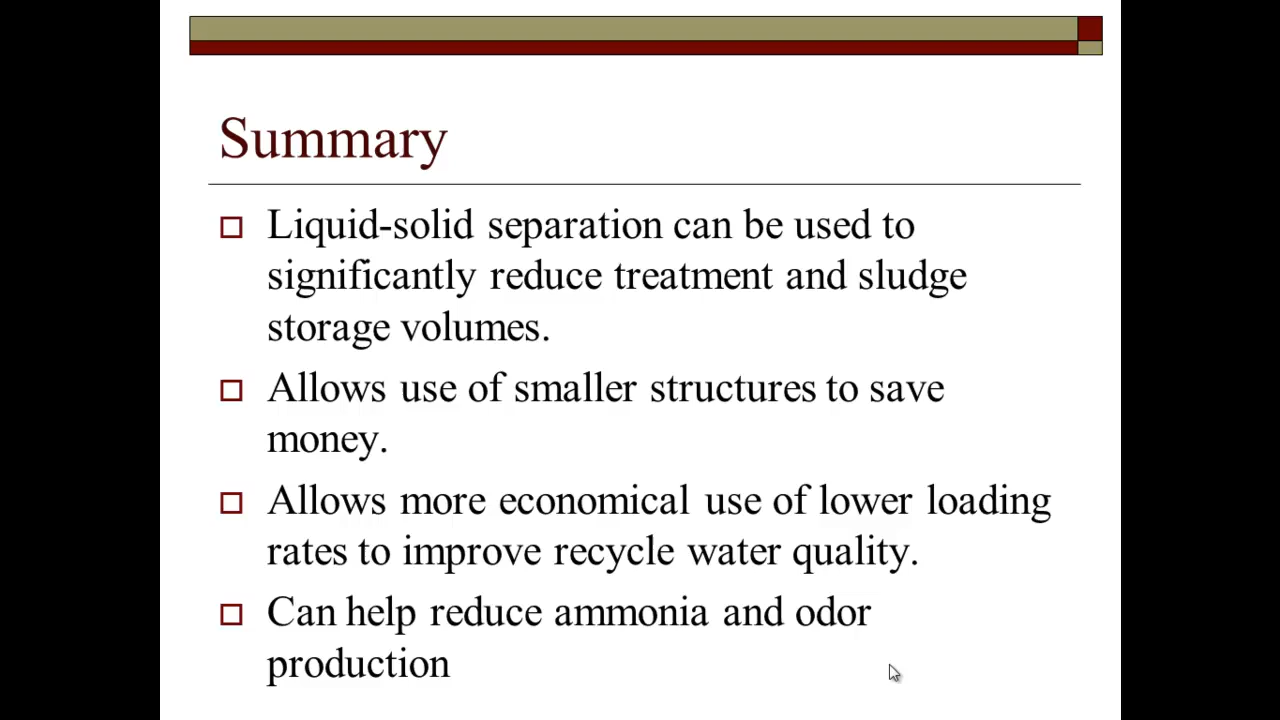 Summary
Liquid-solid separation can be used to
significantly reduce treatment and sludge
storage volumes.
Allows use of smaller structures to save
money.
Allows more economical use of lower loading
rates to improve recycle water quality.
Can help reduce ammonia and odor
production